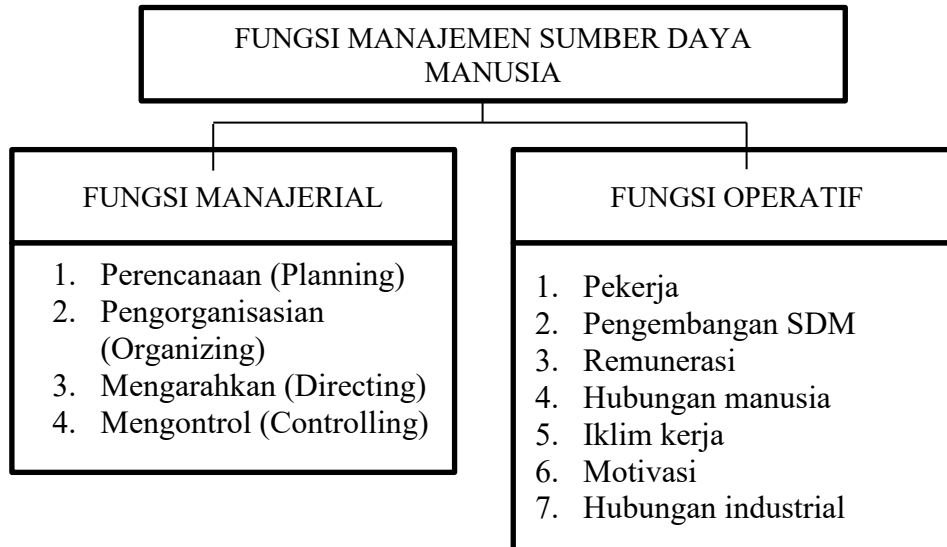 FUNGSI MANAJEMEN SUMBER DAYA
MANUSIA
FUNGSI MANAJERIAL
1. Perencanaan (Planning)
2. Pengorganisasian
(Organizing)
3. Mengarahkan (Directing)
4. Mengontrol (Controlling)
FUNGSI OPERATIF
1. Pekerja
2. Pengembangan SDM
3. Remunerasi
4. Hubungan manusia
5. Iklim kerja
6. Motivasi
7. Hubungan industrial